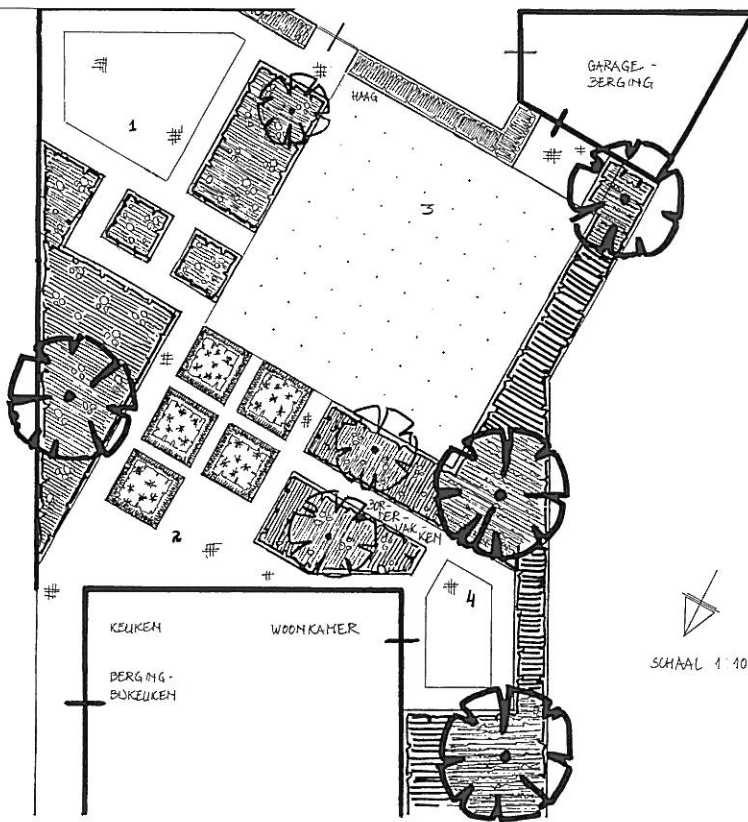 GARAGE-
BERGING
HAAG
1
3
BOR-
DER-
VAK-
KEN
2
4
KEUKEN
WOONKAMER
BERGING-
BIJKEUKEN
SCHAAL 1:10